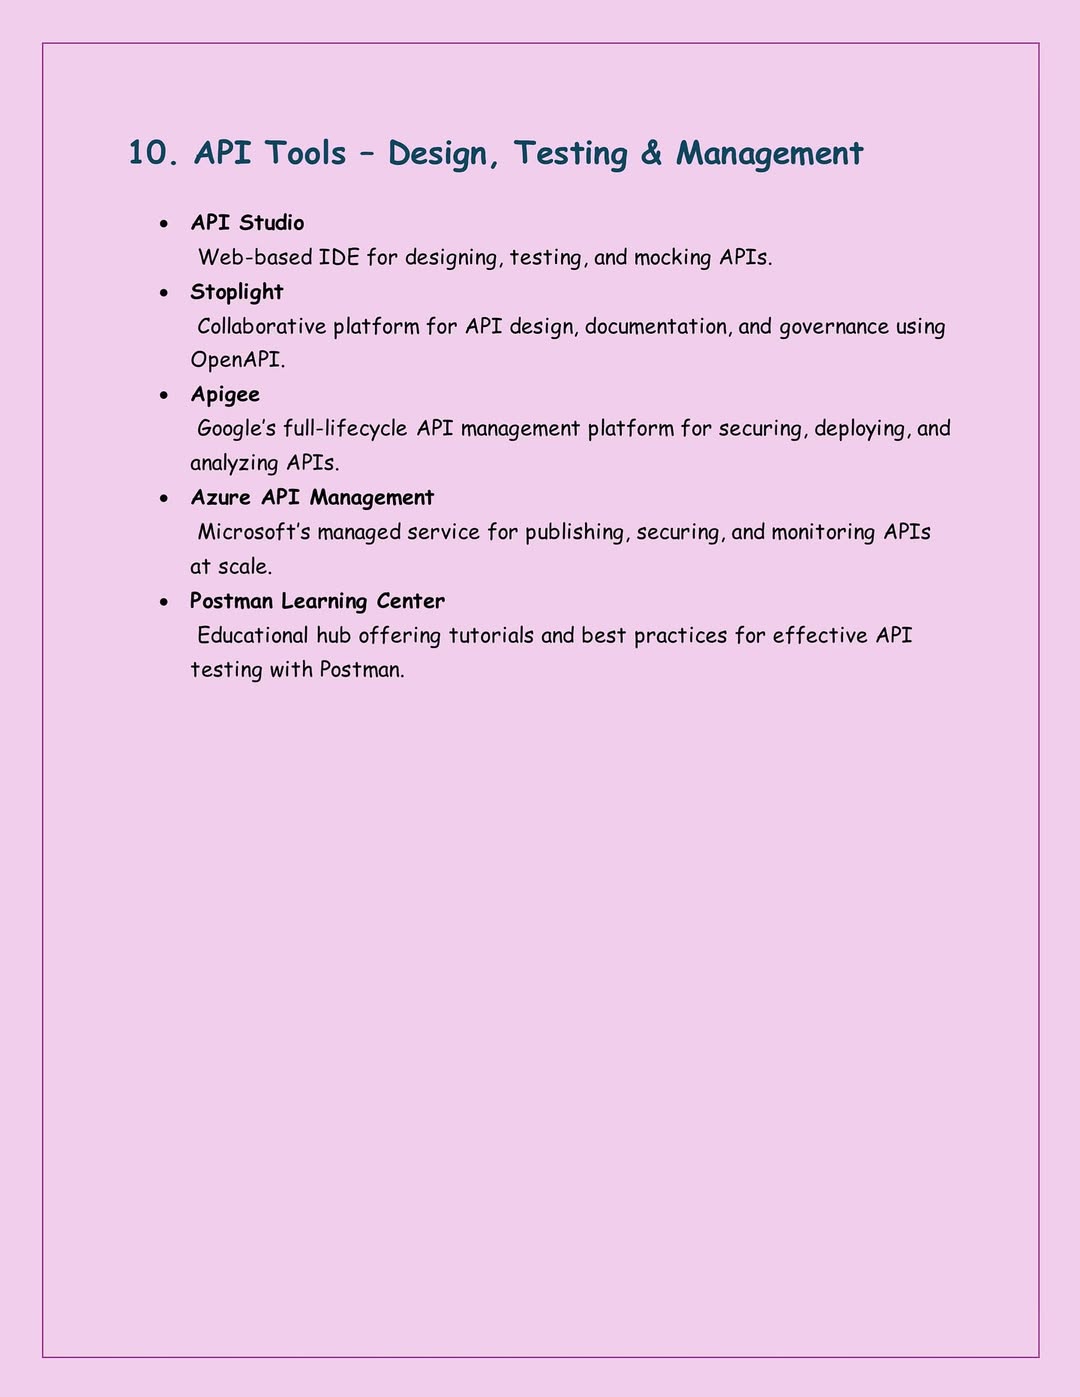 10. API Tools – Design, Testing & Management
• API Studio
Web-based IDE for designing, testing, and mocking APIs.
• Stoplight
Collaborative platform for API design, documentation, and governance using
OpenAPI.
• Apigee
Google’s full-lifecycle API management platform for securing, deploying, and
analyzing APIs.
• Azure API Management
Microsoft’s managed service for publishing, securing, and monitoring APIs
at scale.
• Postman Learning Center
Educational hub offering tutorials and best practices for effective API
testing with Postman.